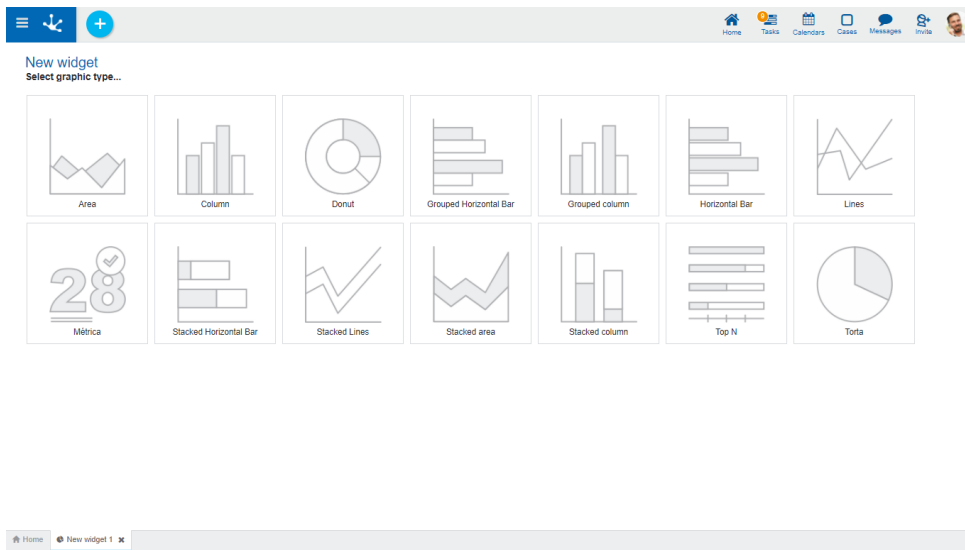 9
Home Tasks Calendars Cases Messages Invite
New widget
Select graphic type...
Area Column Donut Grouped Horizontal Bar Grouped column Horizontal Bar Lines
28
Métrica Stacked Horizontal Bar Stacked Lines Stacked area Stacked column Top N Torta
Home New widget 1